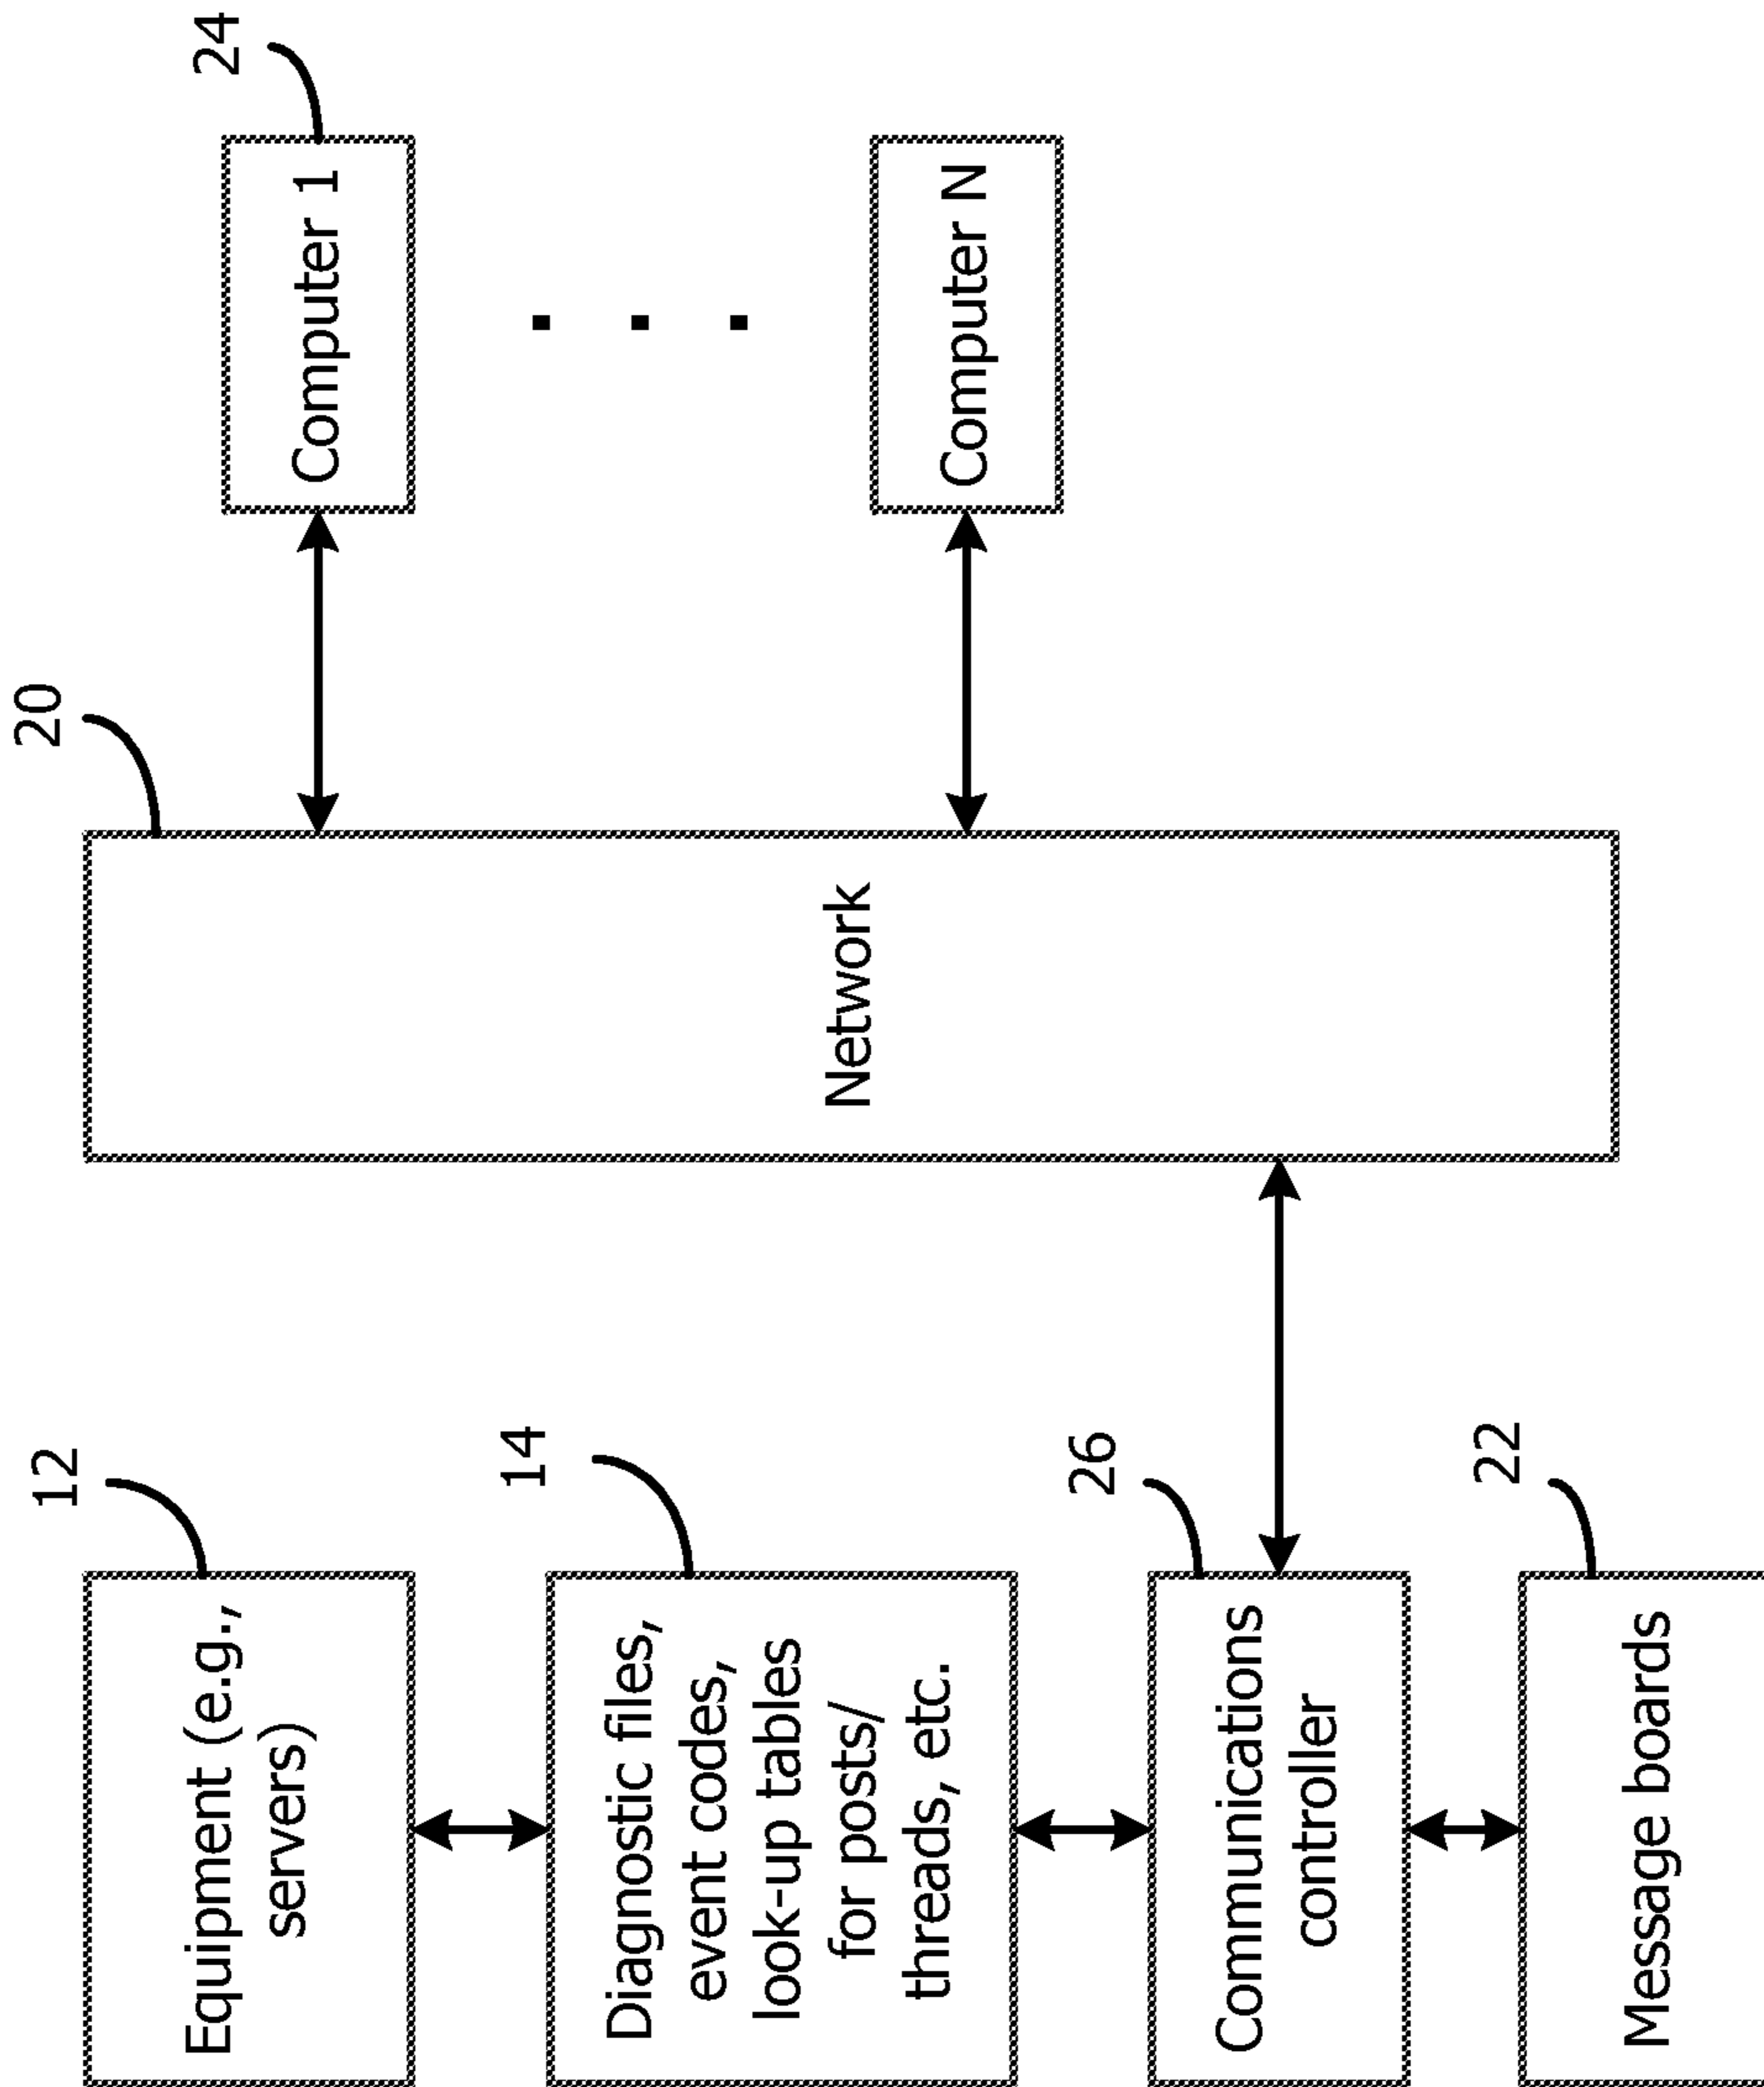 12
Equipment (e.g.,
servers)
14
Diagnostic files,
event codes,
look-up tables
for posts/
threads, etc.
26
Communications
controller
22
Message boards
20
Network
24
Computer 1
Computer N